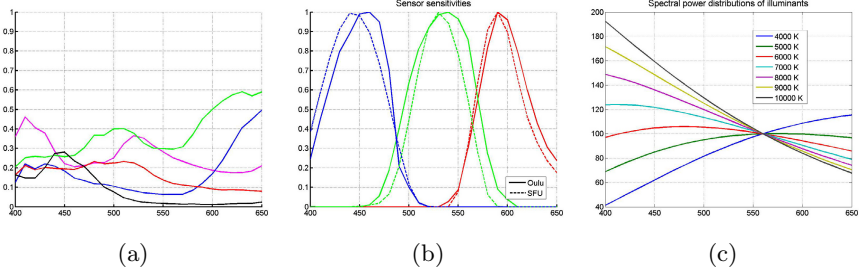 Sensor sensitivities
Spectral power distributions of illuminants
1
0.9
0.8
0.7
0.6
0.5
0.4
0.3
0.2
0.1
0
400 450 500 550 600 650
1
0.9
0.8
0.7
0.6
0.5
0.4
0.3
0.2
0.1
0
400 450 500 550 600 650
Oulu
SFU
200
180
160
140
120
100
80
60
40
400 450 500 550 600 650
4000 K
5000 K
6000 K
7000 K
8000 K
9000 K
10000 K
(a) (b) (c)